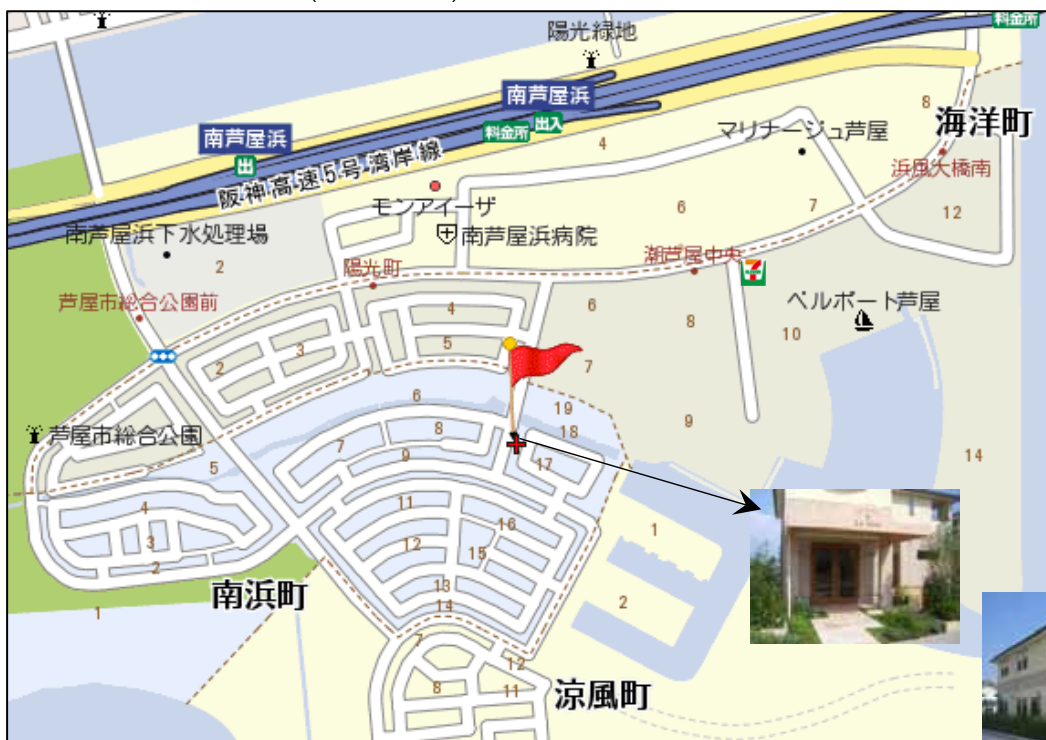 陽光緑地
料金所
南芦屋浜
出
南芦屋浜
料金所
出入
阪神高速5号湾岸線
4
8
海洋町
マリナージュ芦屋
浜風大橋南
モンアイーザ
南芦屋浜下水処理場
2
南芦屋浜病院
6
7
12
陽光町
潮芦屋中央
芦屋市総合公園前
4
6
8
ベルポート芦屋
10
3
5
2
7
6
19
9
芦屋市総合公園
8
18
7
9
17
14
5
4
11
16
1
3
12
15
2
南浜町
13
14
2
1
7
12
8
11
涼風町